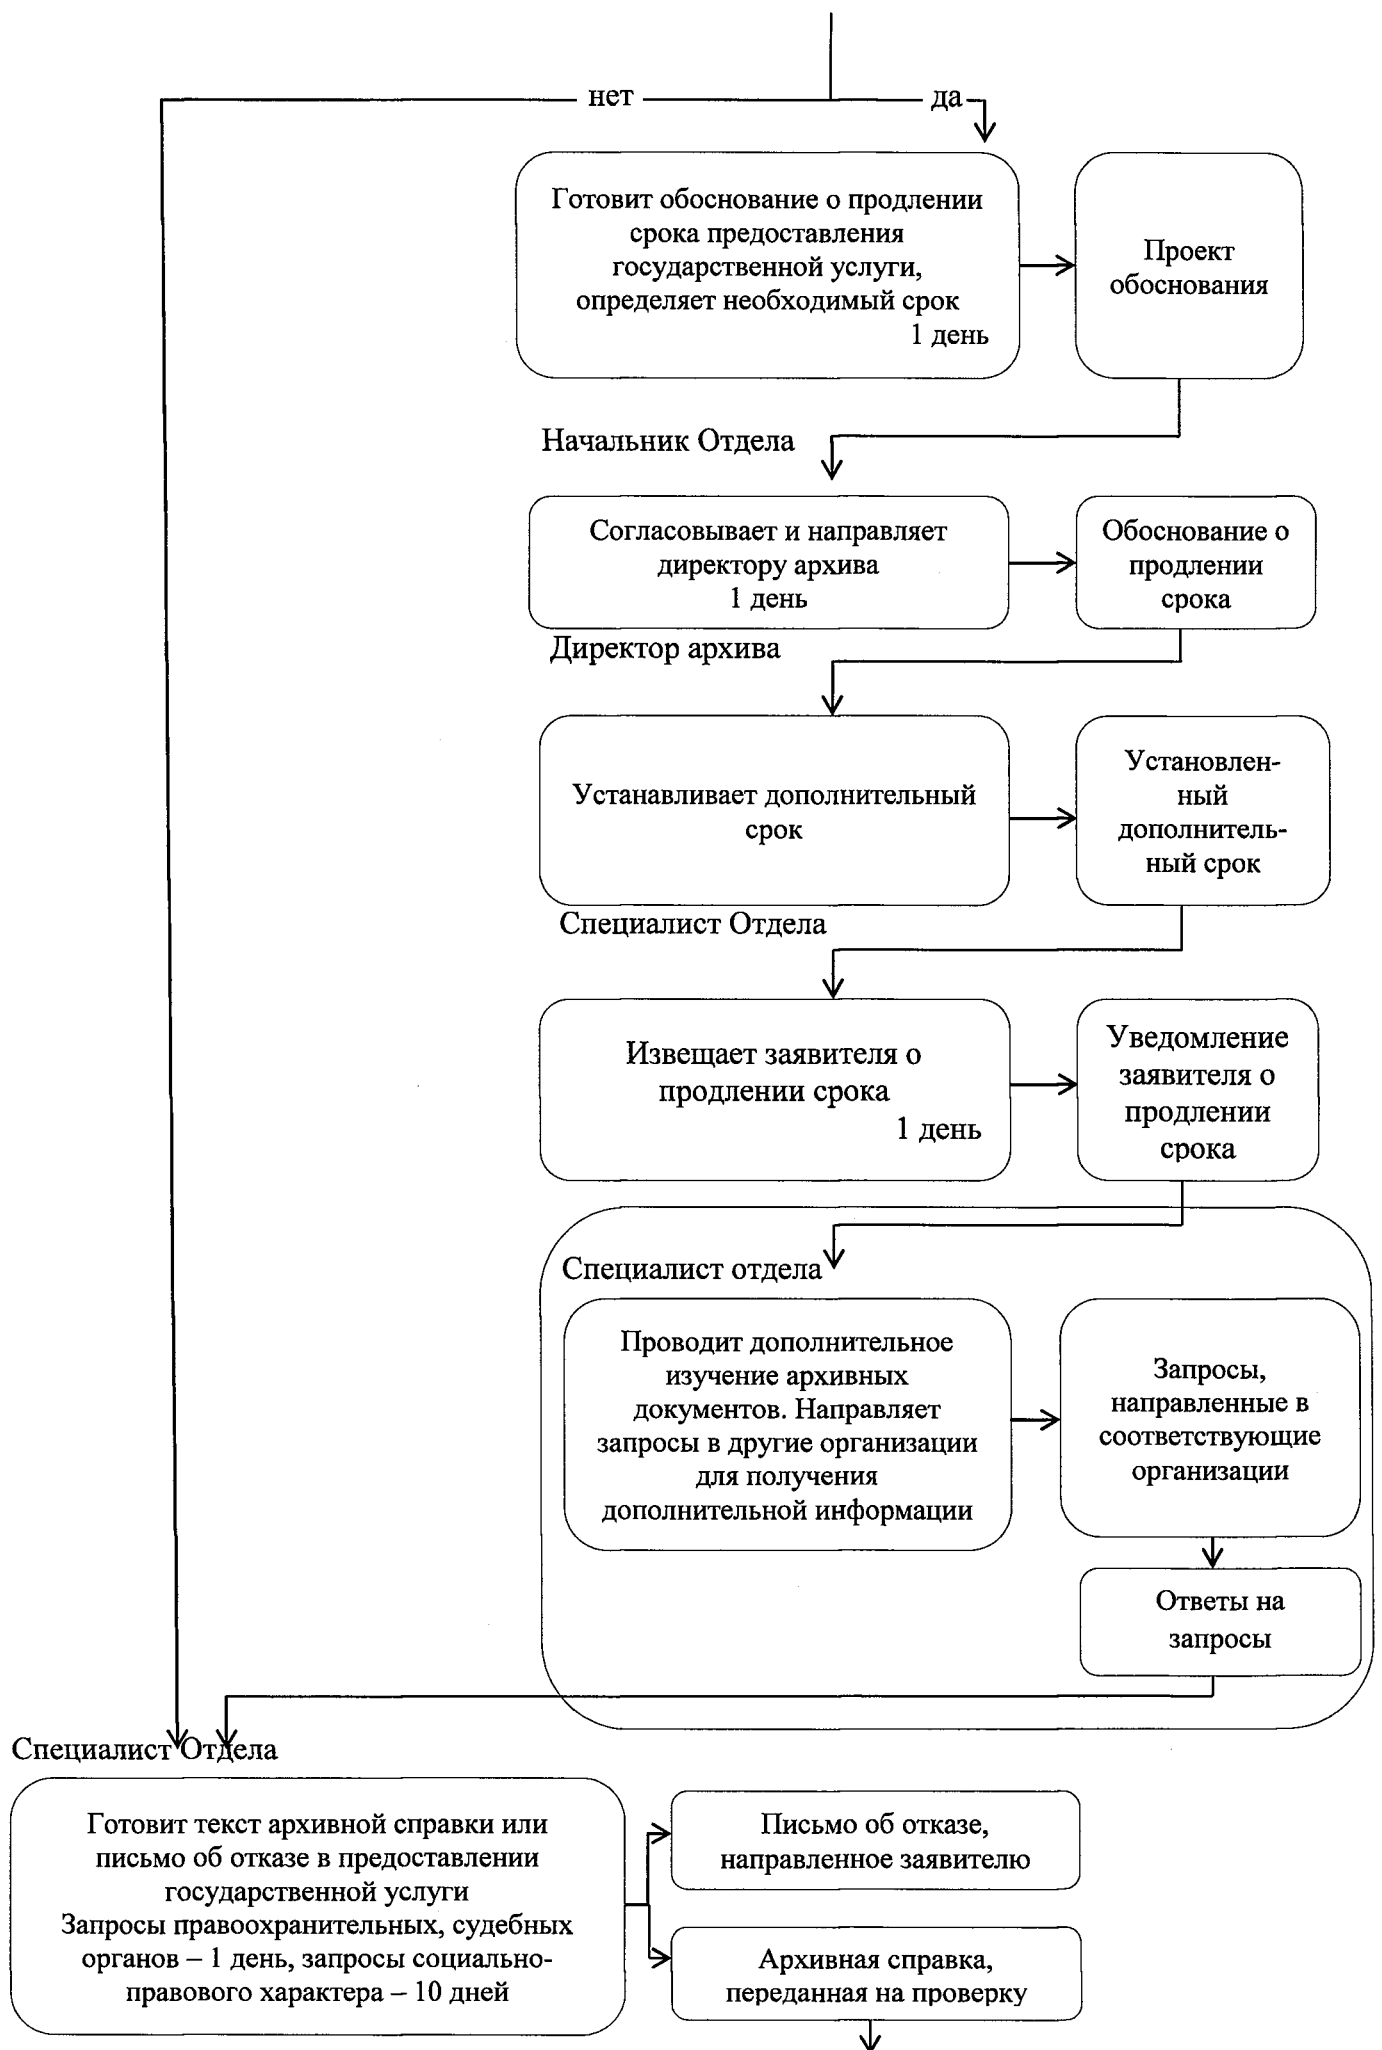 нет
да
Готовит обоснование о продлении
срока предоставления
государственной услуги,
определяет необходимый срок
1 день
Проект
обоснования
Начальник Отдела
Согласовывает и направляет
директору архива
1 день
Обоснование о
продлении
срока
Директор архива
Устанавливает дополнительный
срок
Установлен-
ный
дополнитель-
ный срок
Специалист Отдела
Извещает заявителя о
продлении срока
1 день
Уведомление
заявителя о
продлении
срока
Специалист отдела
Проводит дополнительное
изучение архивных
документов. Направляет
запросы в другие организации
для получения
дополнительной информации
Запросы,
направленные в
соответствующие
организации
Ответы на
запросы
Специалист Отдела
Готовит текст архивной справки или
письмо об отказе в предоставлении
государственной услуги
Запросы правоохранительных, судебных
органов – 1 день, запросы социально-
правового характера – 10 дней
Письмо об отказе,
направленное заявителю
Архивная справка,
переданная на проверку